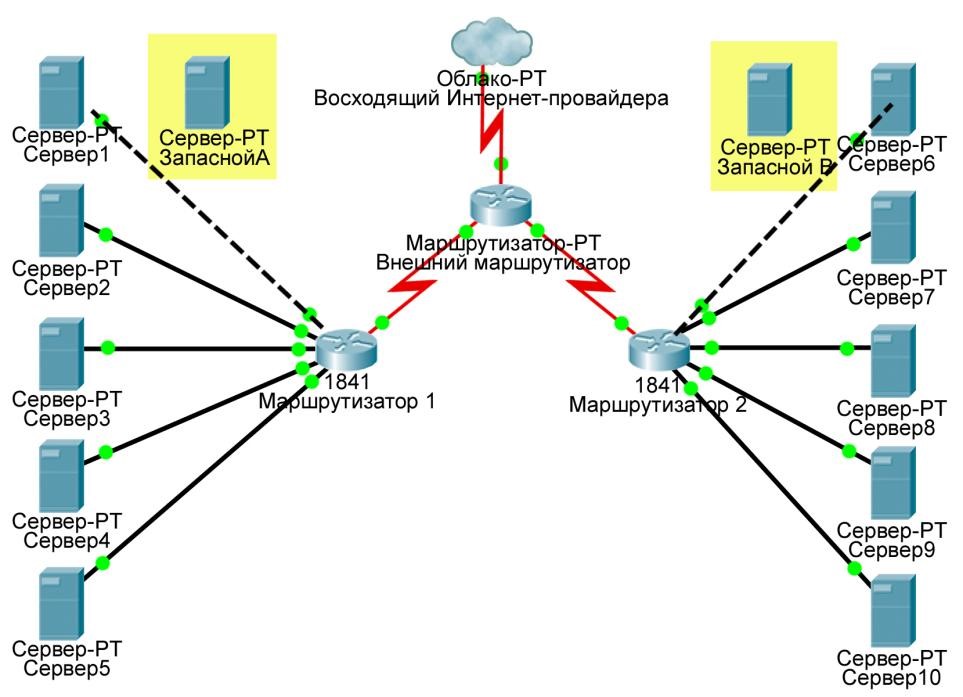 Облако-PT
Восходящий Интернет-провайдера
Сервер-PT
Сервер1
Сервер-PT
ЗапаснойA
Сервер-PT
Запасной B
Сервер-PT
Сервер6
Сервер-PT
Сервер2
Маршрутизатор-PT
Внешний маршрутизатор
Сервер-PT
Сервер7
Сервер-PT
Сервер3
1841
Маршрутизатор 1
1841
Маршрутизатор 2
Сервер-PT
Сервер8
Сервер-PT
Сервер4
Сервер-PT
Сервер9
Сервер-PT
Сервер5
Сервер-PT
Сервер10